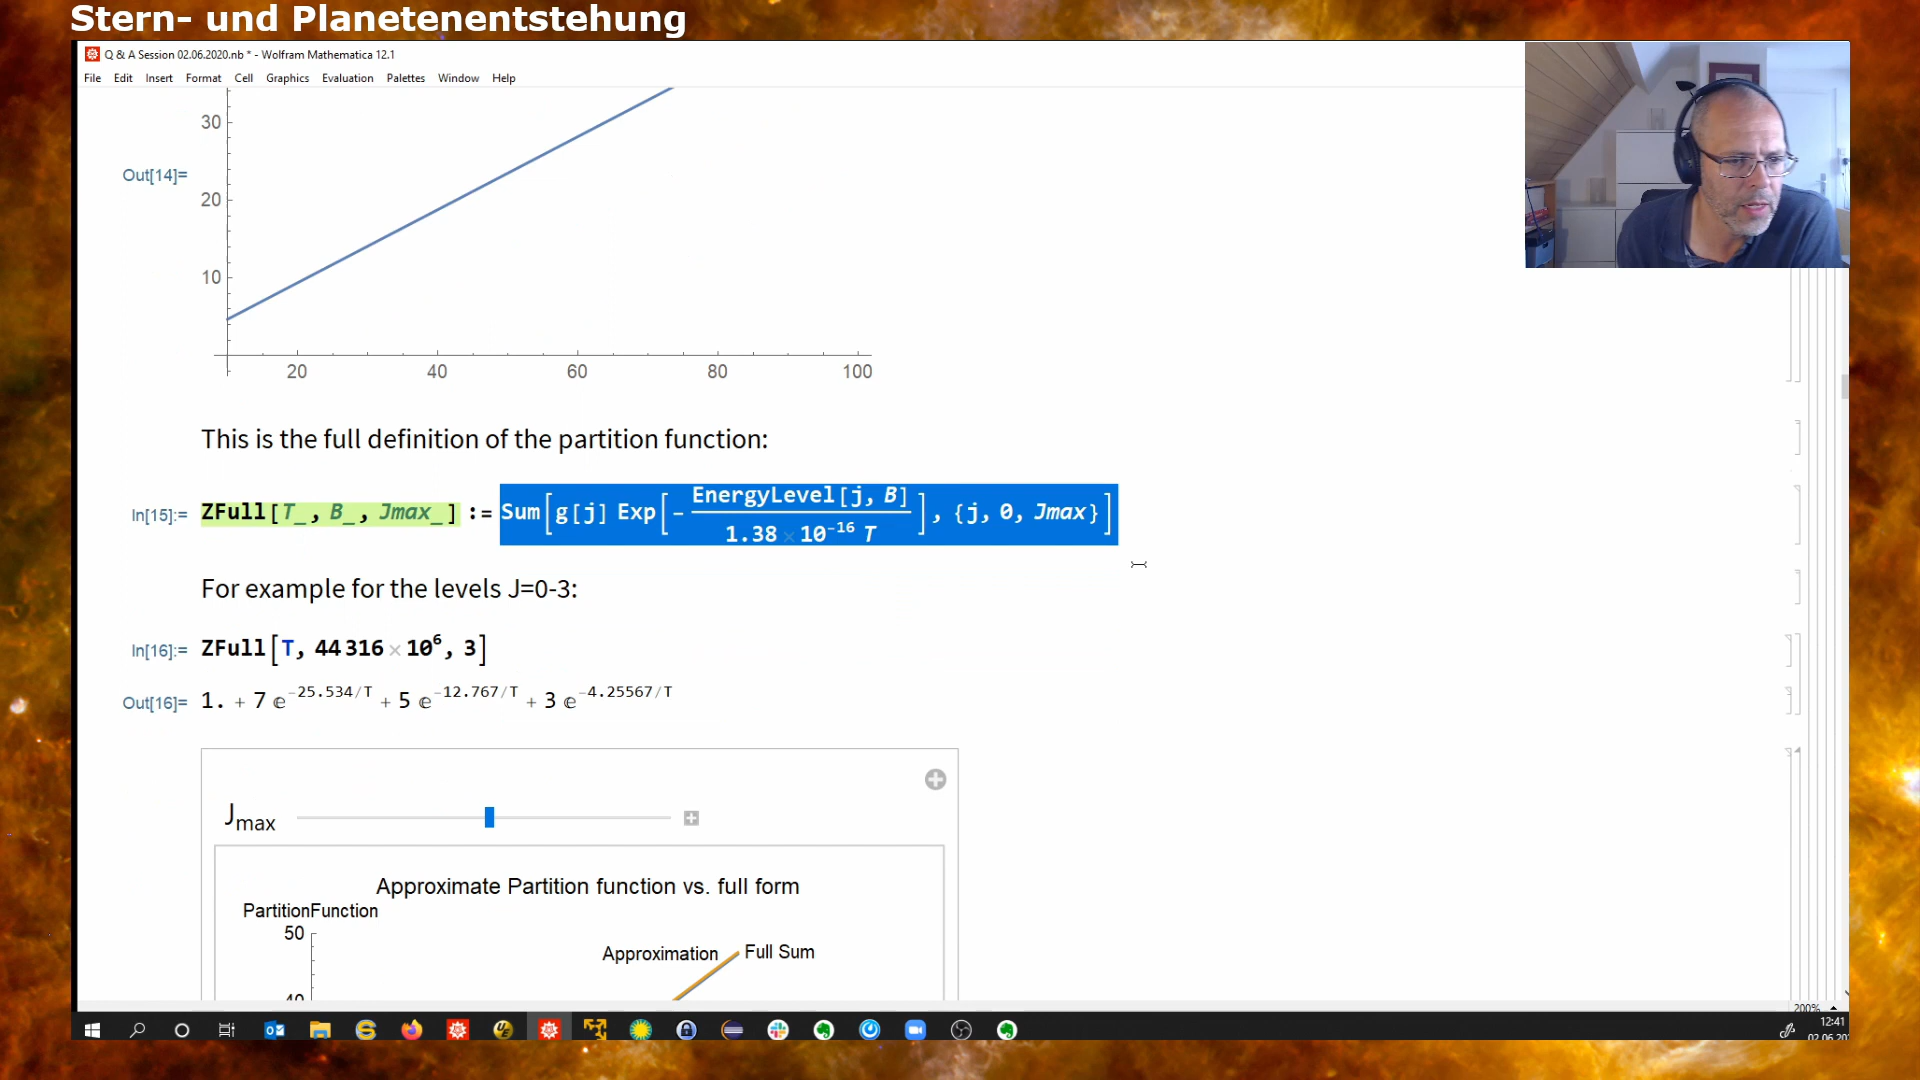 Stern- und Planetenentstehung
Q & A Session 02.06.2020.nb * - Wolfram Mathematica 12.1
File Edit Insert Format Cell Graphics Evaluation Palettes Window Help
30
Out[14]=
20
10
20 40 60 80 100
This is the full definition of the partition function:
In[15]:= ZFull[T_, B_, Jmax_] := Sum[g[j] Exp[- EnergyLevel[j, B] / 1.38 × 10^-16 T], {j, 0, Jmax}]
For example for the levels J=0-3:
In[16]:= ZFull[T, 44316 × 10^6, 3]
Out[16]= 1. + 7 e^-25.534/T + 5 e^-12.767/T + 3 e^-4.25567/T
Jmax
Approximate Partition function vs. full form
PartitionFunction
50
Approximation Full Sum
40
200%
12:41